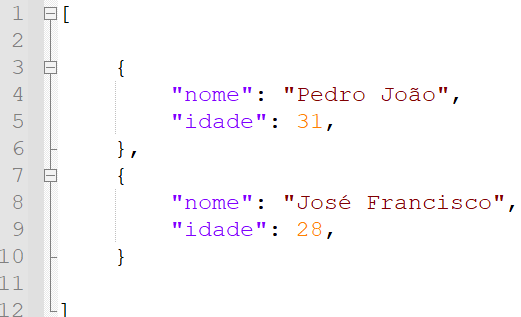 1 [
2
3 {
4 "nome": "Pedro João",
5 "idade": 31,
6 },
7 {
8 "nome": "José Francisco",
9 "idade": 28,
10 }
11
12 ]